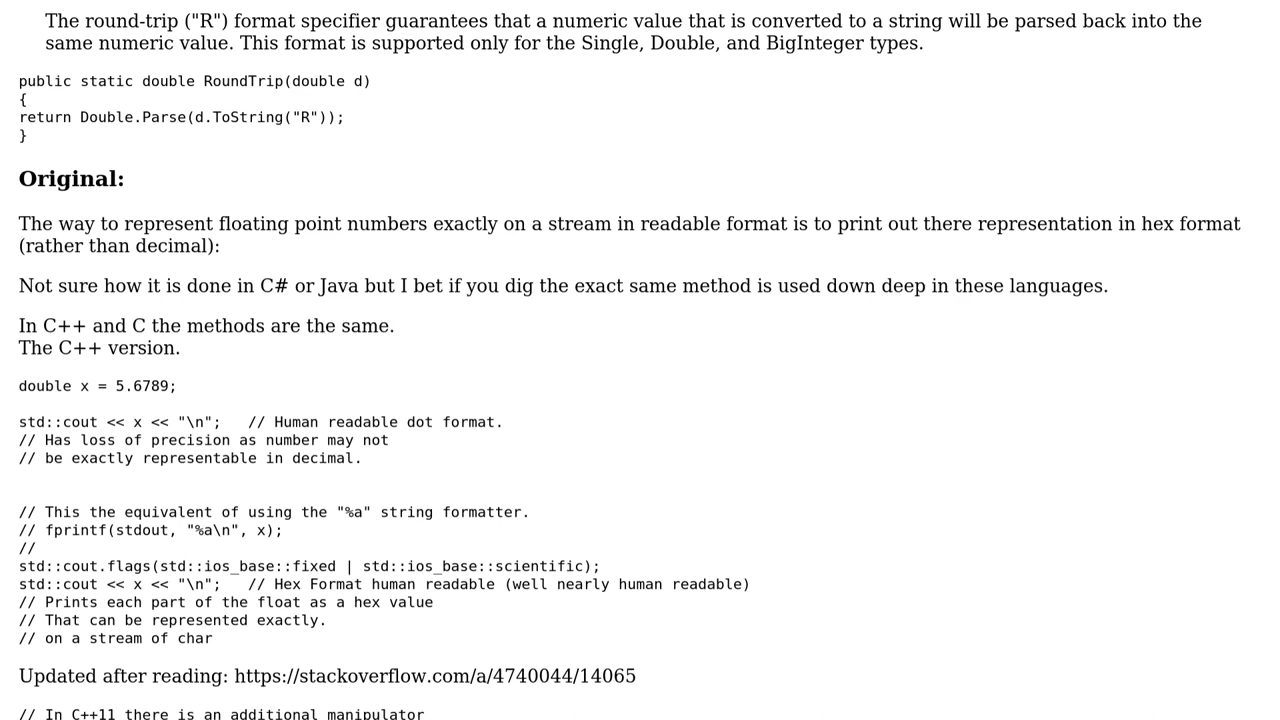 The round-trip ("R") format specifier guarantees that a numeric value that is converted to a string will be parsed back into the
same numeric value. This format is supported only for the Single, Double, and BigInteger types.
public static double RoundTrip(double d)
{
return Double.Parse(d.ToString("R"));
}
Original:
The way to represent floating point numbers exactly on a stream in readable format is to print out there representation in hex format
(rather than decimal):
Not sure how it is done in C# or Java but I bet if you dig the exact same method is used down deep in these languages.
In C++ and C the methods are the same.
The C++ version.
double x = 5.6789;
std::cout << x << "\n";   // Human readable dot format.
// Has loss of precision as number may not
// be exactly representable in decimal.
// This the equivalent of using the "%a" string formatter.
// fprintf(stdout, "%a\n", x);
//
std::cout.flags(std::ios_base::fixed | std::ios_base::scientific);
std::cout << x << "\n";   // Hex Format human readable (well nearly human readable)
// Prints each part of the float as a hex value
// That can be represented exactly.
// on a stream of char
Updated after reading: https://stackoverflow.com/a/4740044/14065
// In C++11 there is an additional manipulator